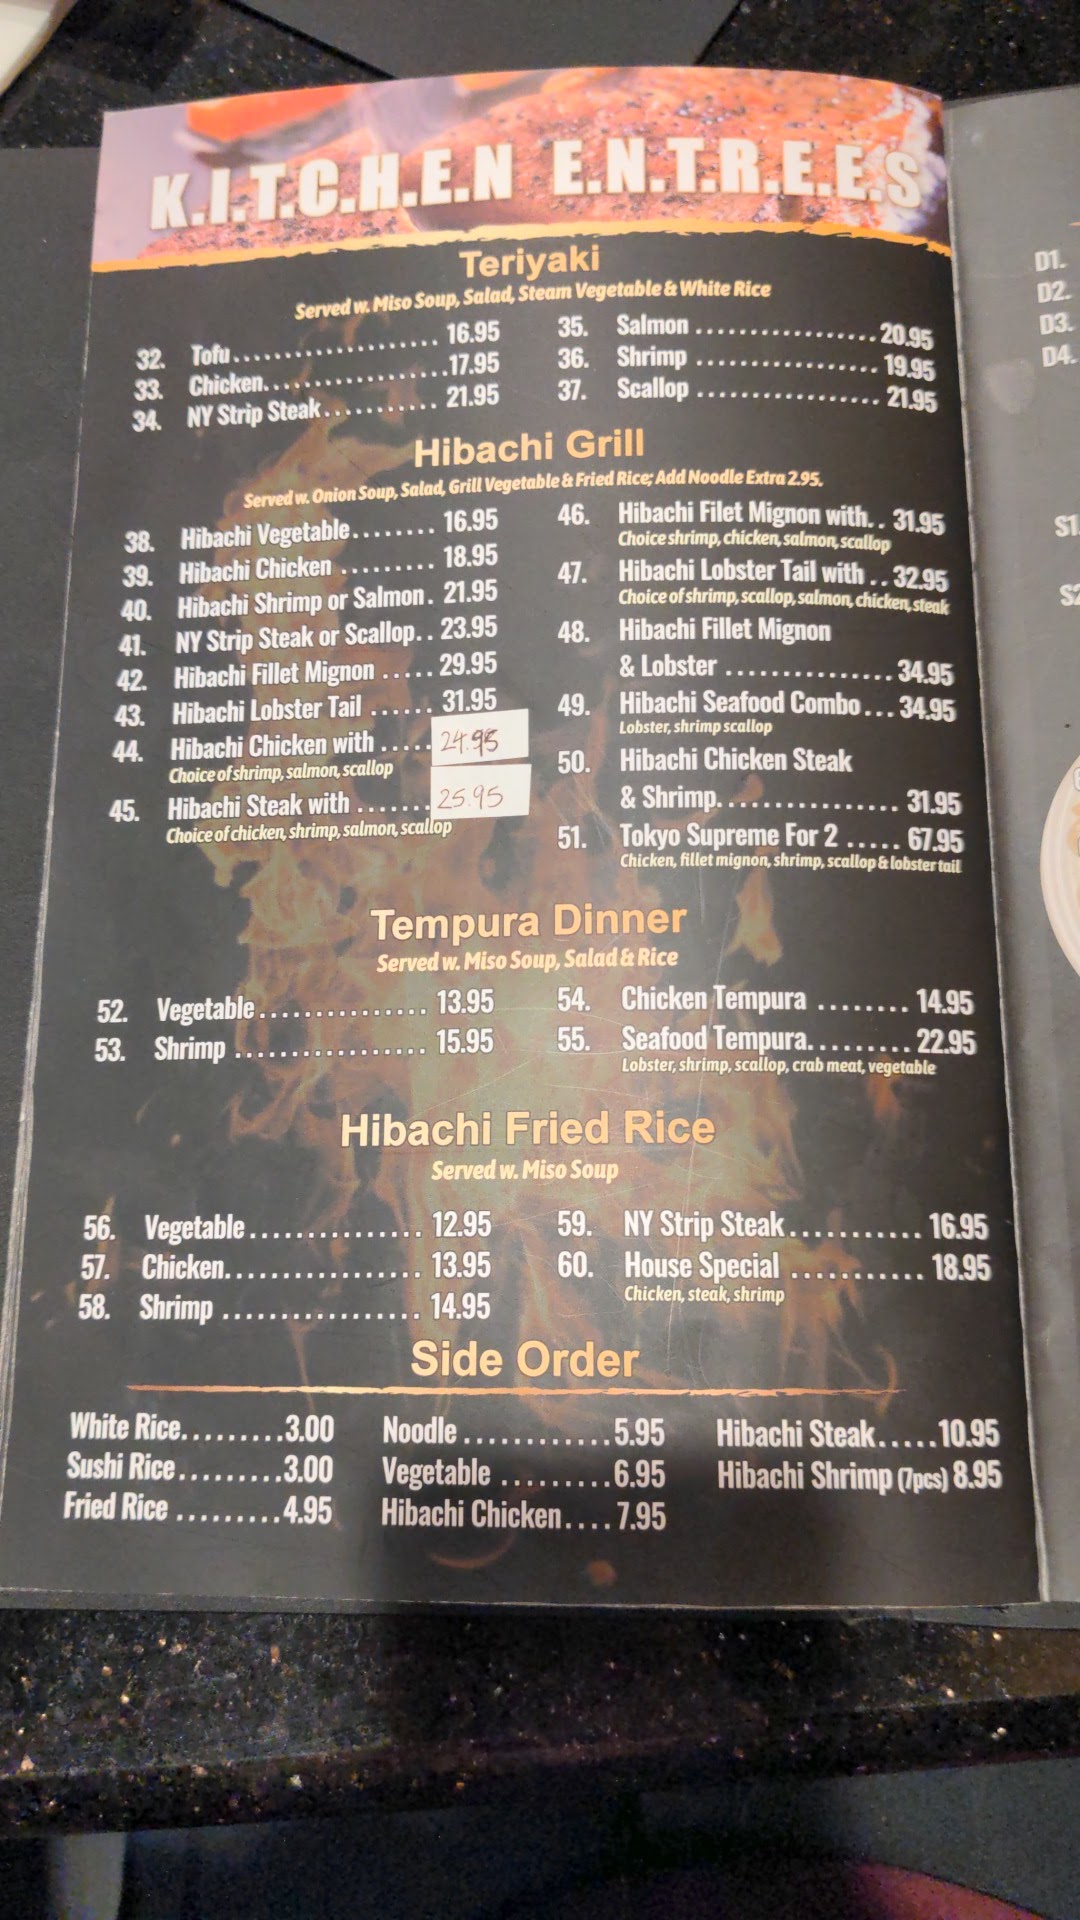 K.I.T.C.H.E.N E.N.T.R.E.E.S
Teriyaki
Served w. Miso Soup, Salad, Steam Vegetable & White Rice
32. Tofu.................... 16.95
33. Chicken...................17.95
34. NY Strip Steak........... 21.95
35. Salmon .................20.95
36. Shrimp ................. 19.95
37. Scallop ................. 21.95
Hibachi Grill
Served w. Onion Soup, Salad, Grill Vegetable & Fried Rice; Add Noodle Extra 2.95.
38. Hibachi Vegetable........ 16.95
39. Hibachi Chicken ......... 18.95
40. Hibachi Shrimp or Salmon. 21.95
41. NY Strip Steak or Scallop.. 23.95
42. Hibachi Fillet Mignon ..... 29.95
43. Hibachi Lobster Tail ...... 31.95
44. Hibachi Chicken with ..... 24.95
Choice of shrimp, salmon, scallop
45. Hibachi Steak with ....... 25.95
Choice of chicken, shrimp, salmon, scallop
46. Hibachi Filet Mignon with.. 31.95
Choice shrimp, chicken, salmon, scallop
47. Hibachi Lobster Tail with .. 32.95
Choice of shrimp, scallop, salmon, chicken, steak
48. Hibachi Fillet Mignon
& Lobster ............... 34.95
49. Hibachi Seafood Combo... 34.95
Lobster, shrimp scallop
50. Hibachi Chicken Steak
& Shrimp................ 31.95
51. Tokyo Supreme For 2 ..... 67.95
Chicken, fillet mignon, shrimp, scallop & lobster tail
Tempura Dinner
Served w. Miso Soup, Salad & Rice
52. Vegetable............... 13.95
53. Shrimp ................. 15.95
54. Chicken Tempura ........ 14.95
55. Seafood Tempura......... 22.95
Lobster, shrimp, scallop, crab meat, vegetable
Hibachi Fried Rice
Served w. Miso Soup
56. Vegetable............... 12.95
57. Chicken................. 13.95
58. Shrimp ................. 14.95
59. NY Strip Steak........... 16.95
60. House Special ........... 18.95
Chicken, steak, shrimp
Side Order
White Rice.........3.00
Sushi Rice.........3.00
Fried Rice .........4.95
Noodle ............5.95
Vegetable .........6.95
Hibachi Chicken....7.95
Hibachi Steak.....10.95
Hibachi Shrimp (7pcs) 8.95
D1.
D2.
D3.
D4.